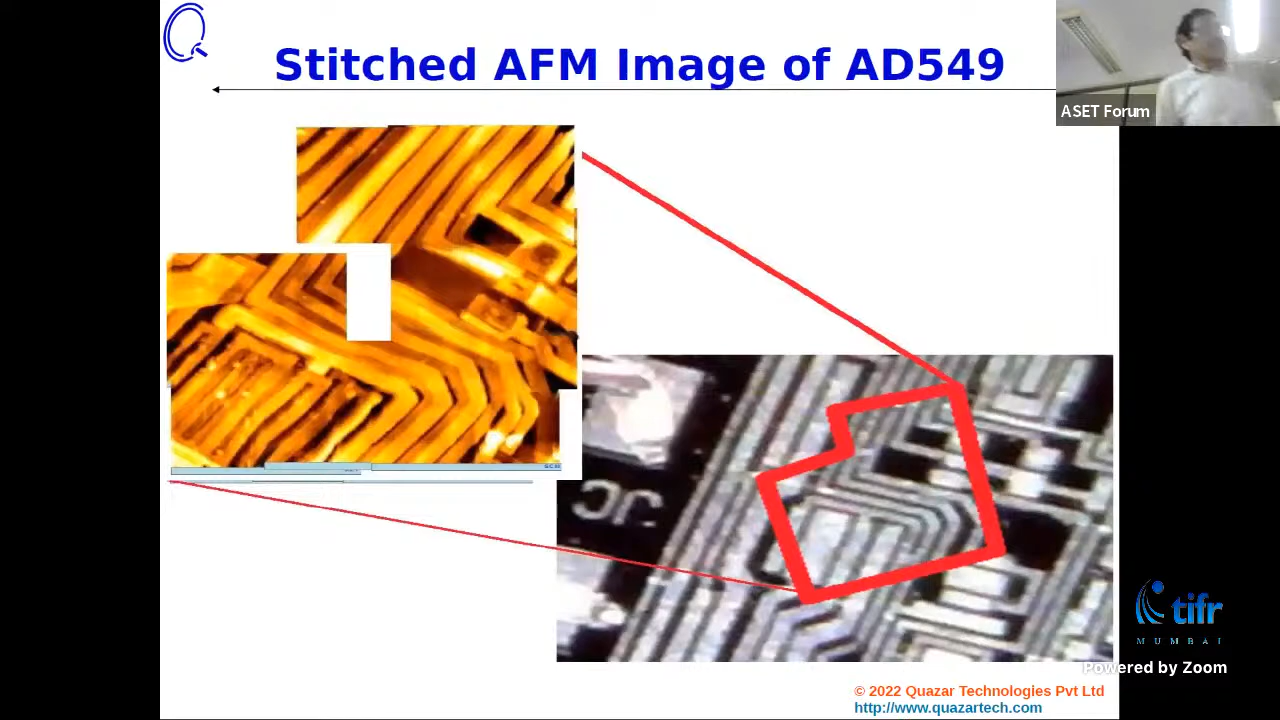 Stitched AFM Image of AD549
ASET Forum
JC
tifr
MUMBAI
Powered by Zoom
© 2022 Quazar Technologies Pvt Ltd
http://www.quazartech.com